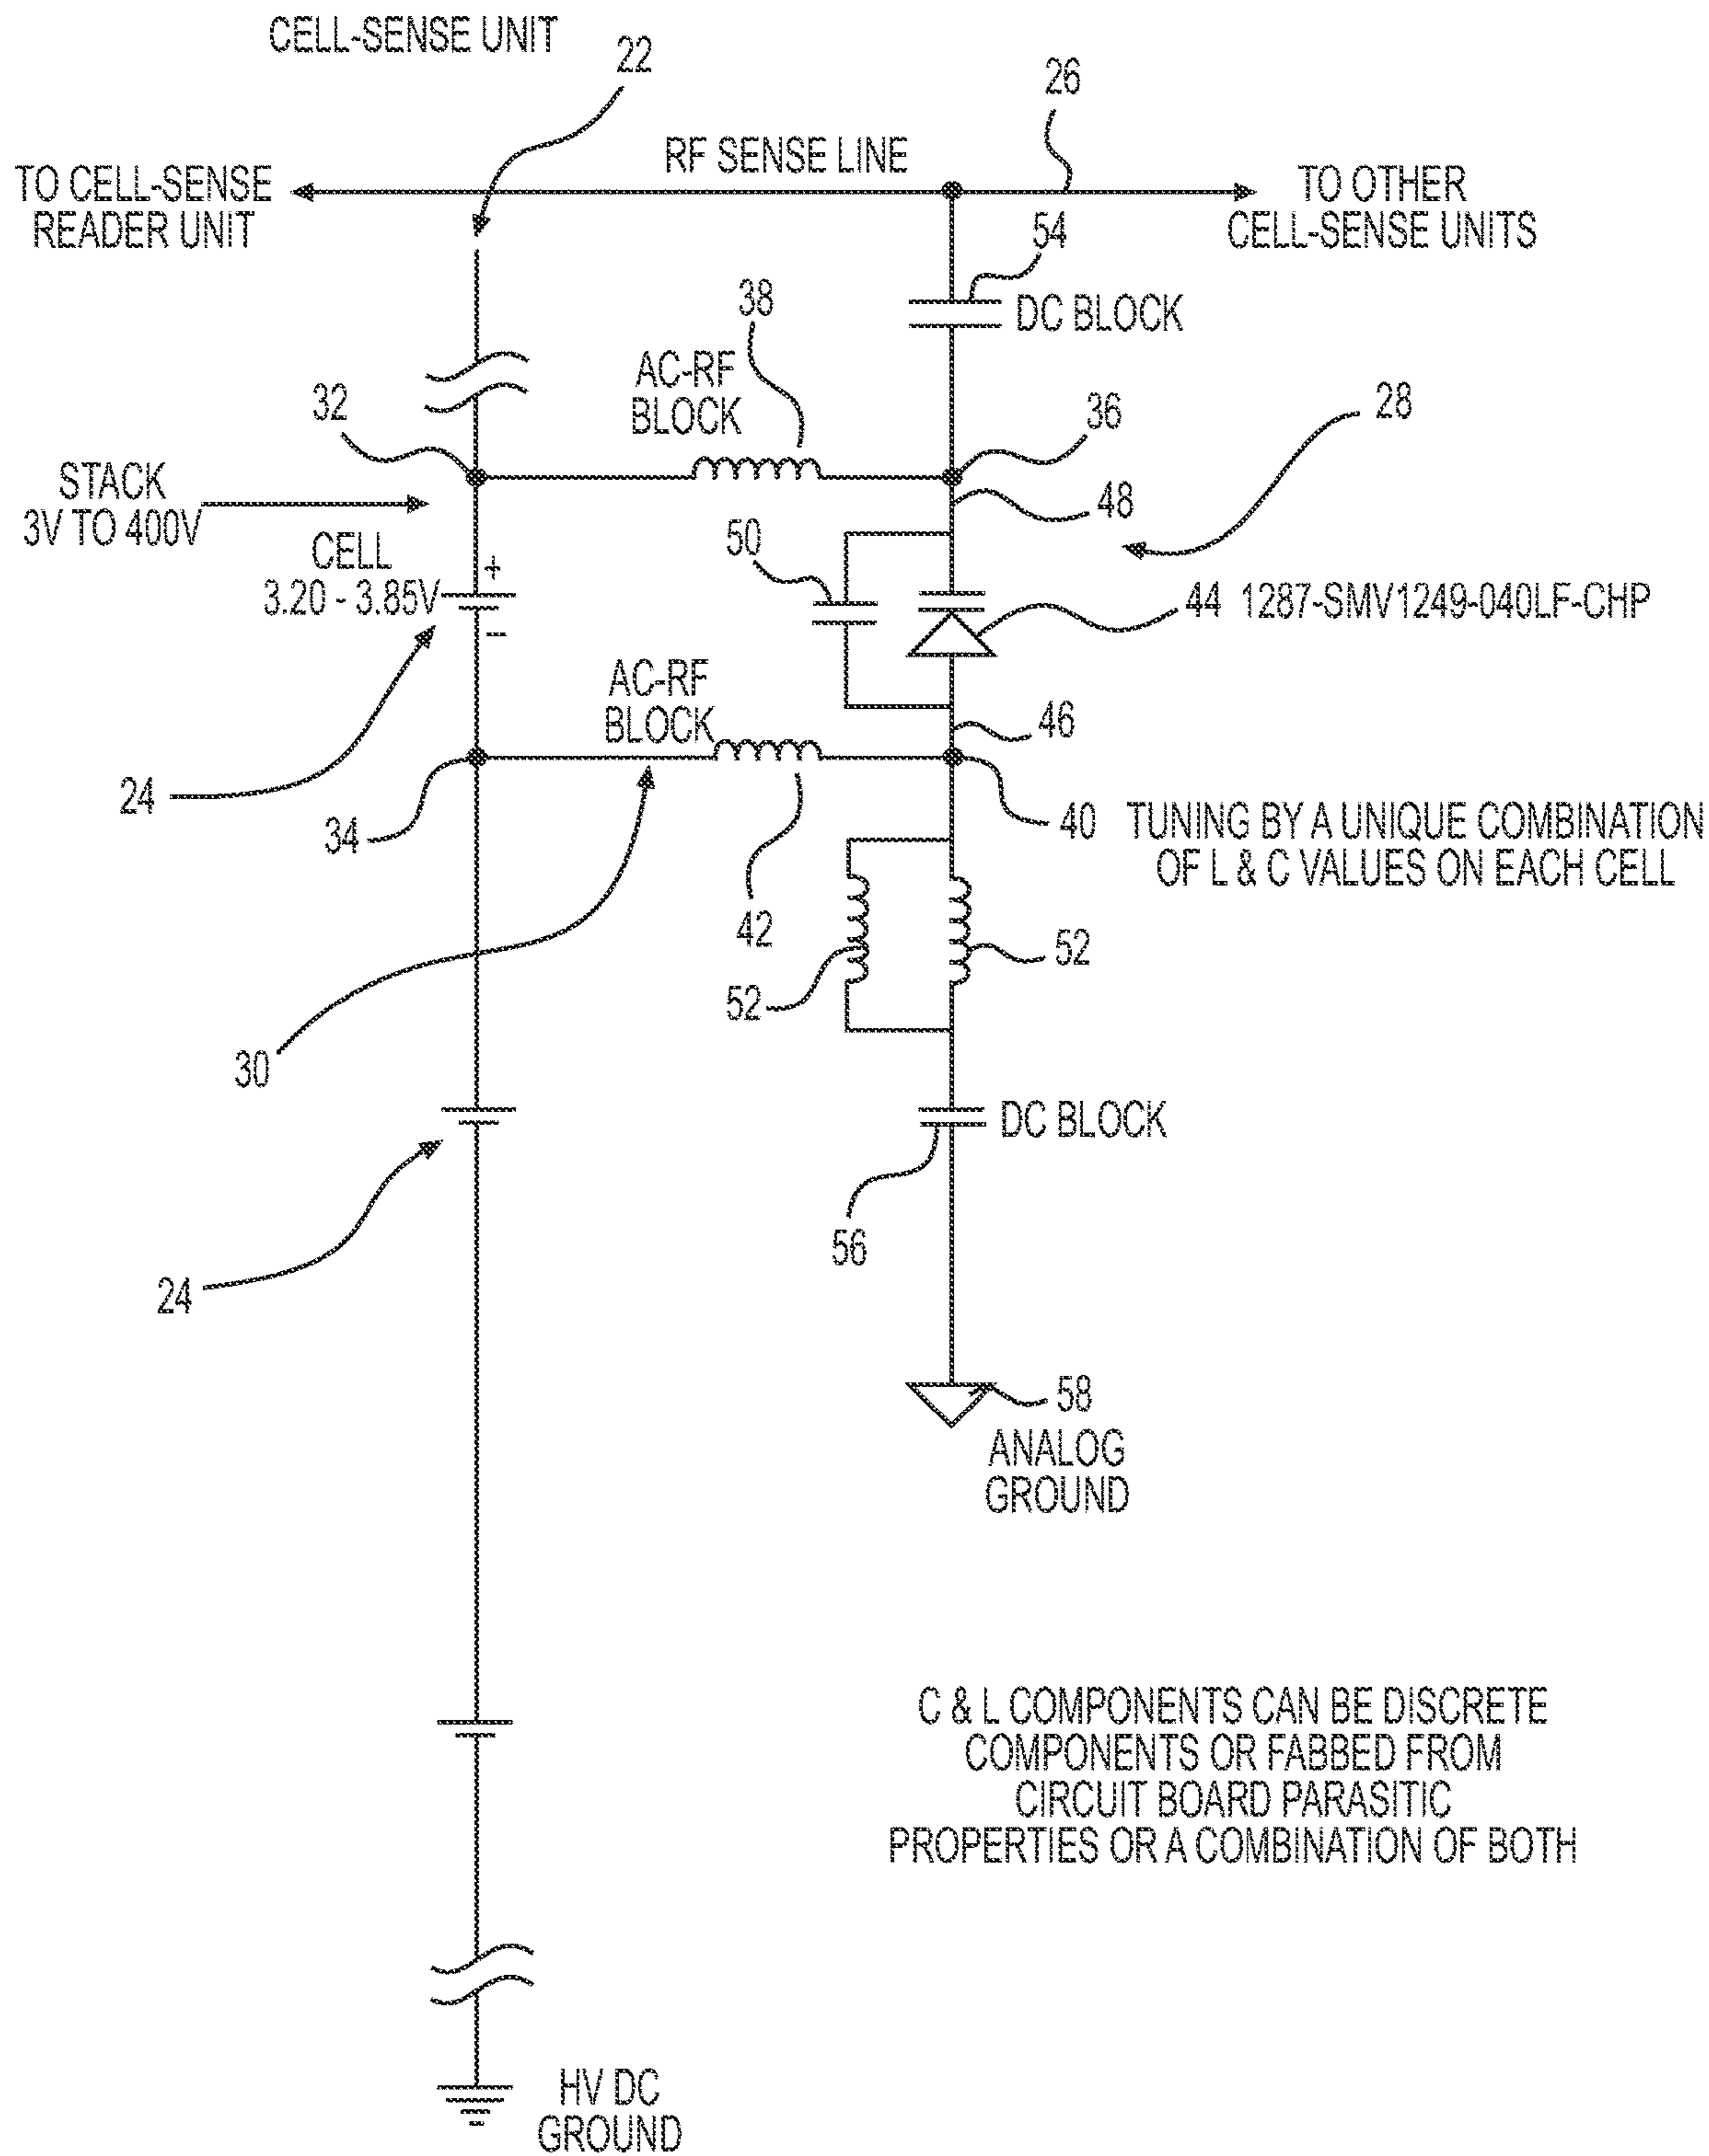 CELL-SENSE UNIT
22
26
RF SENSE LINE
TO CELL-SENSE
READER UNIT
TO OTHER
CELL-SENSE UNITS
54
DC BLOCK
38
AC-RF
BLOCK
32
36
28
STACK
3V TO 400V
48
50
CELL
3.20 - 3.85V
+
--
44 1287-SMV1249-040LF-CHP
AC-RF
BLOCK
46
24
34
40
TUNING BY A UNIQUE COMBINATION
OF L & C VALUES ON EACH CELL
42
52
52
30
DC BLOCK
56
24
58
ANALOG
GROUND
C & L COMPONENTS CAN BE DISCRETE
COMPONENTS OR FABBED FROM
CIRCUIT BOARD PARASITIC
PROPERTIES OR A COMBINATION OF BOTH
HV DC
GROUND